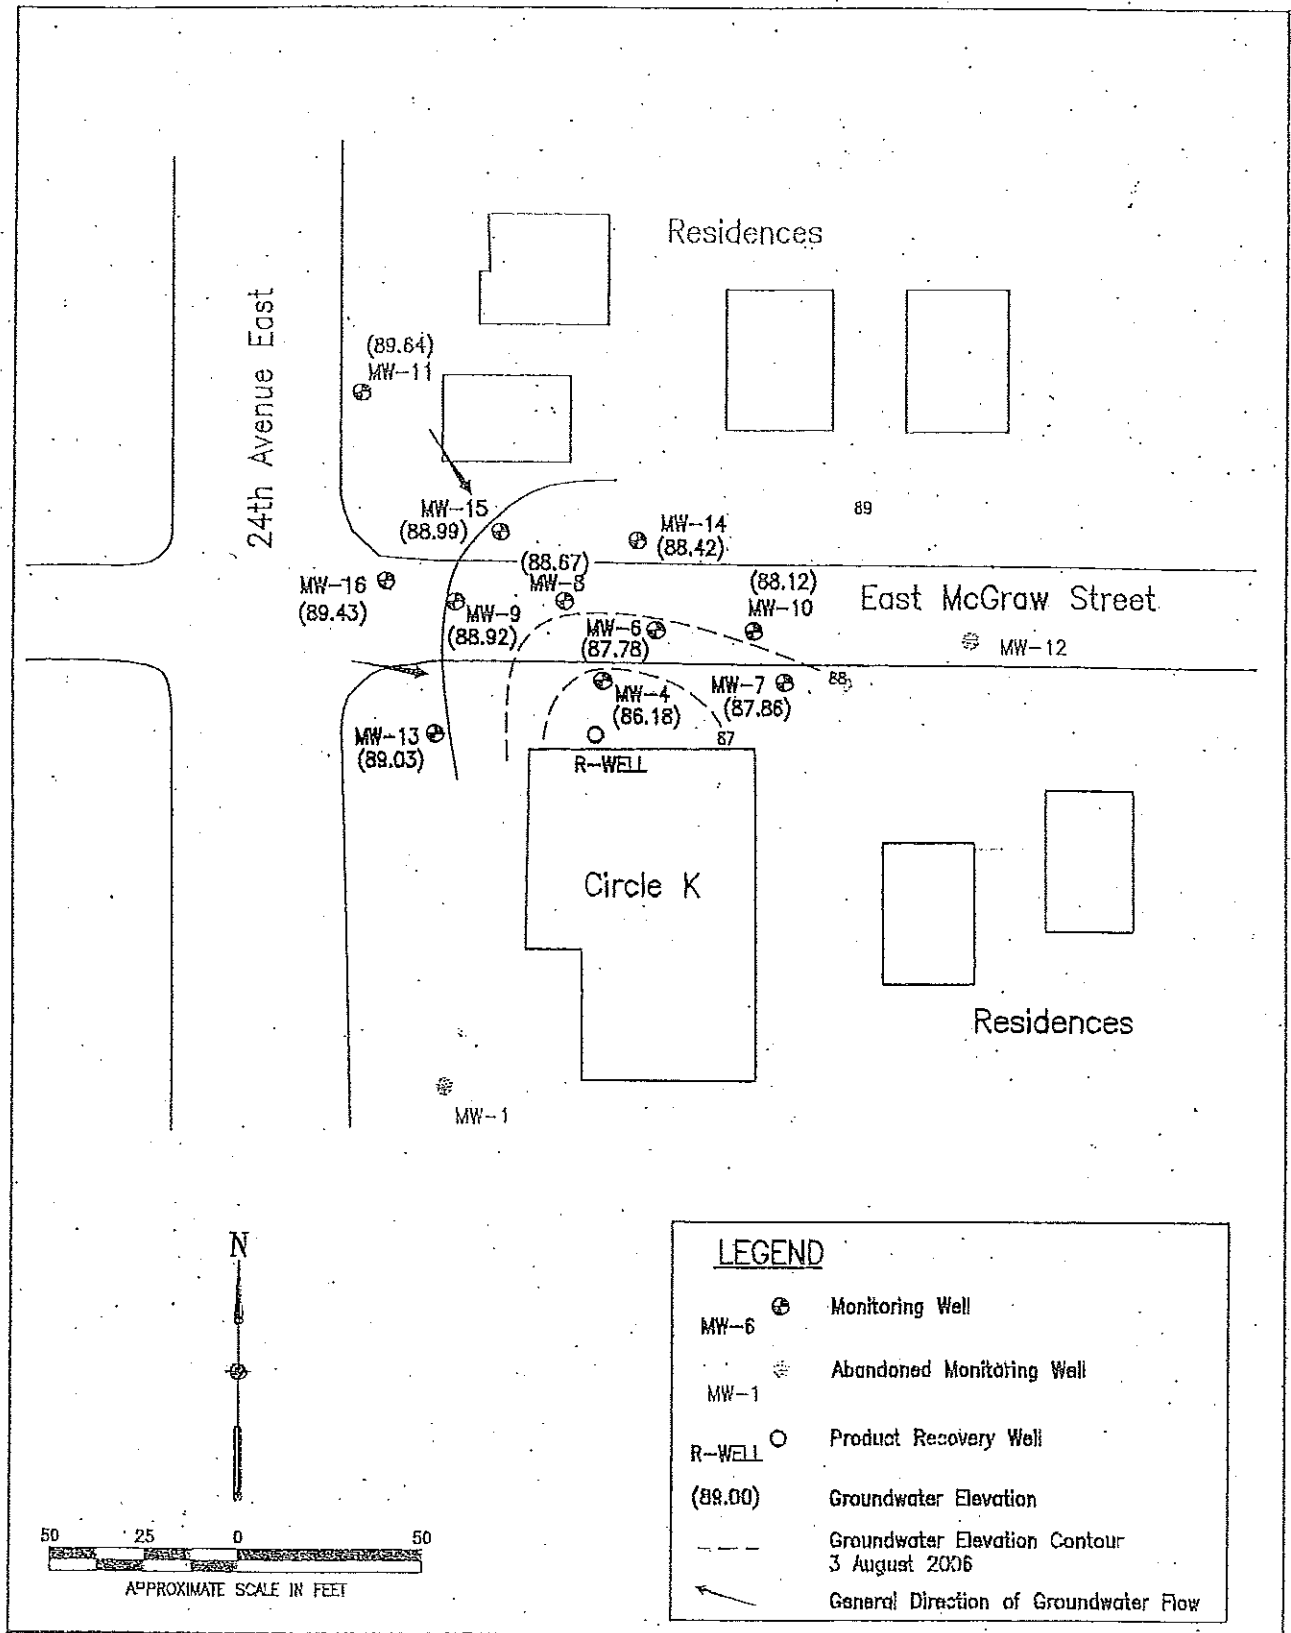 Residences
24th Avenue East
(89.64)
MW-11
MW-15
(88.99)
MW-14
(88.42)
89
(88.67)
MW-8
MW-16
(89.43)
MW-9
(88.92)
(88.12)
MW-10
East McGraw Street
MW-6
(87.78)
MW-12
MW-4
(86.18)
MW-7
(87.86)
88
MW-13
(89.03)
87
R-WELL
Circle K
Residences
MW-1
N
50 25 0 50
APPROXIMATE SCALE IN FEET
LEGEND
MW-6 Monitoring Well
MW-1 Abandoned Monitoring Well
R-WELL Product Recovery Well
(89.00) Groundwater Elevation
Groundwater Elevation Contour
3 August 2006
General Direction of Groundwater Flow